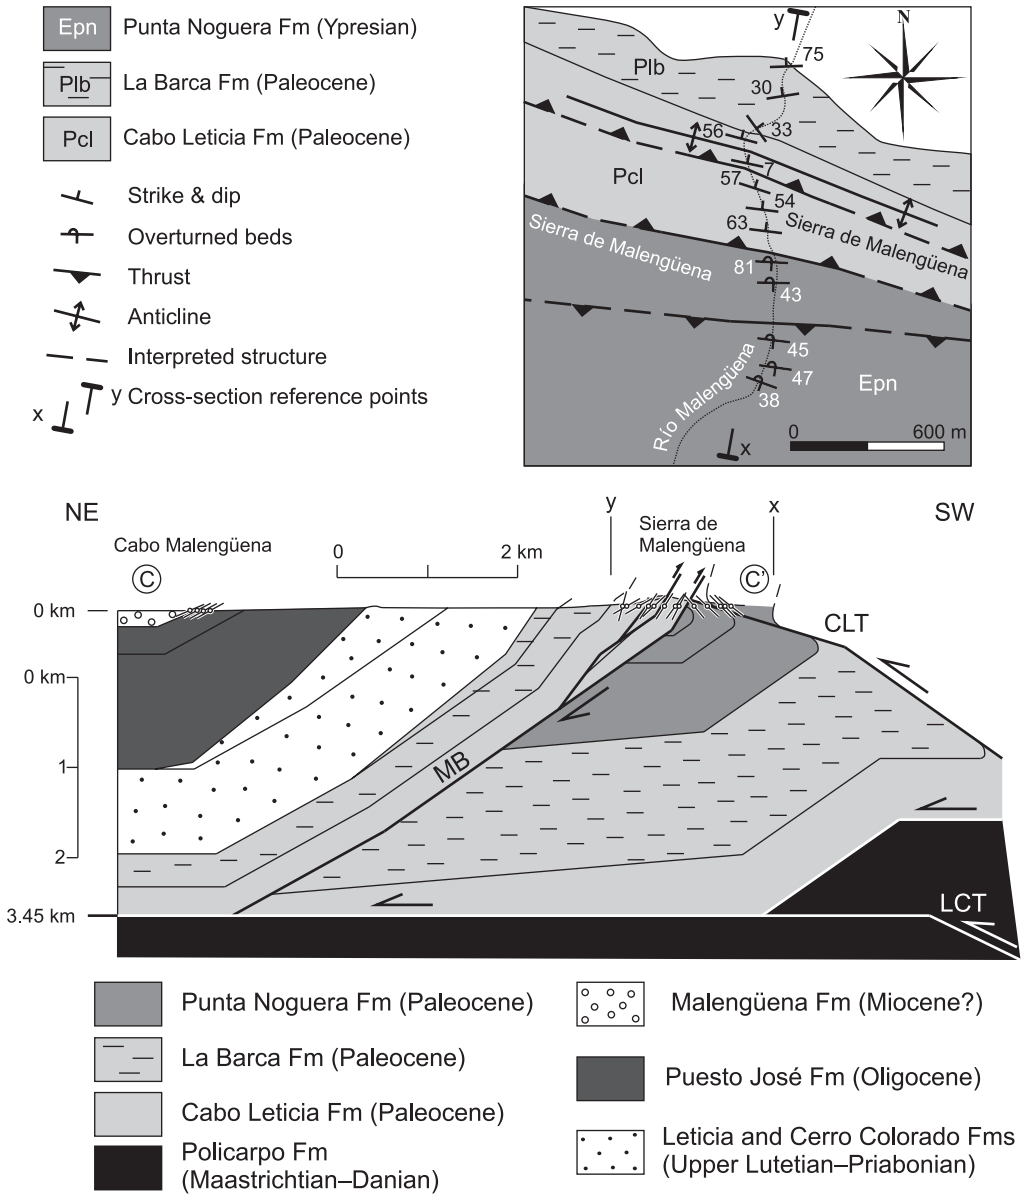 Epn Punta Noguera Fm (Ypresian)
Plb La Barca Fm (Paleocene)
Pcl Cabo Leticia Fm (Paleocene)
Strike & dip
Overturned beds
Thrust
Anticline
Interpreted structure
x y Cross-section reference points
y
N
Plb
75
30
33
56
7
57
Pcl
54
63
Sierra de Malengüena
Sierra de Malengüena
81
43
45
47
38
Epn
Río Malengüena
x
0 600 m
NE
SW
y
x
Cabo Malengüena
C
0 2 km
Sierra de
Malengüena
C'
0 km
CLT
0 km
1
MB
2
3.45 km
LCT
Punta Noguera Fm (Paleocene)
La Barca Fm (Paleocene)
Cabo Leticia Fm (Paleocene)
Policarpo Fm
(Maastrichtian–Danian)
Malengüena Fm (Miocene?)
Puesto José Fm (Oligocene)
Leticia and Cerro Colorado Fms
(Upper Lutetian–Priabonian)